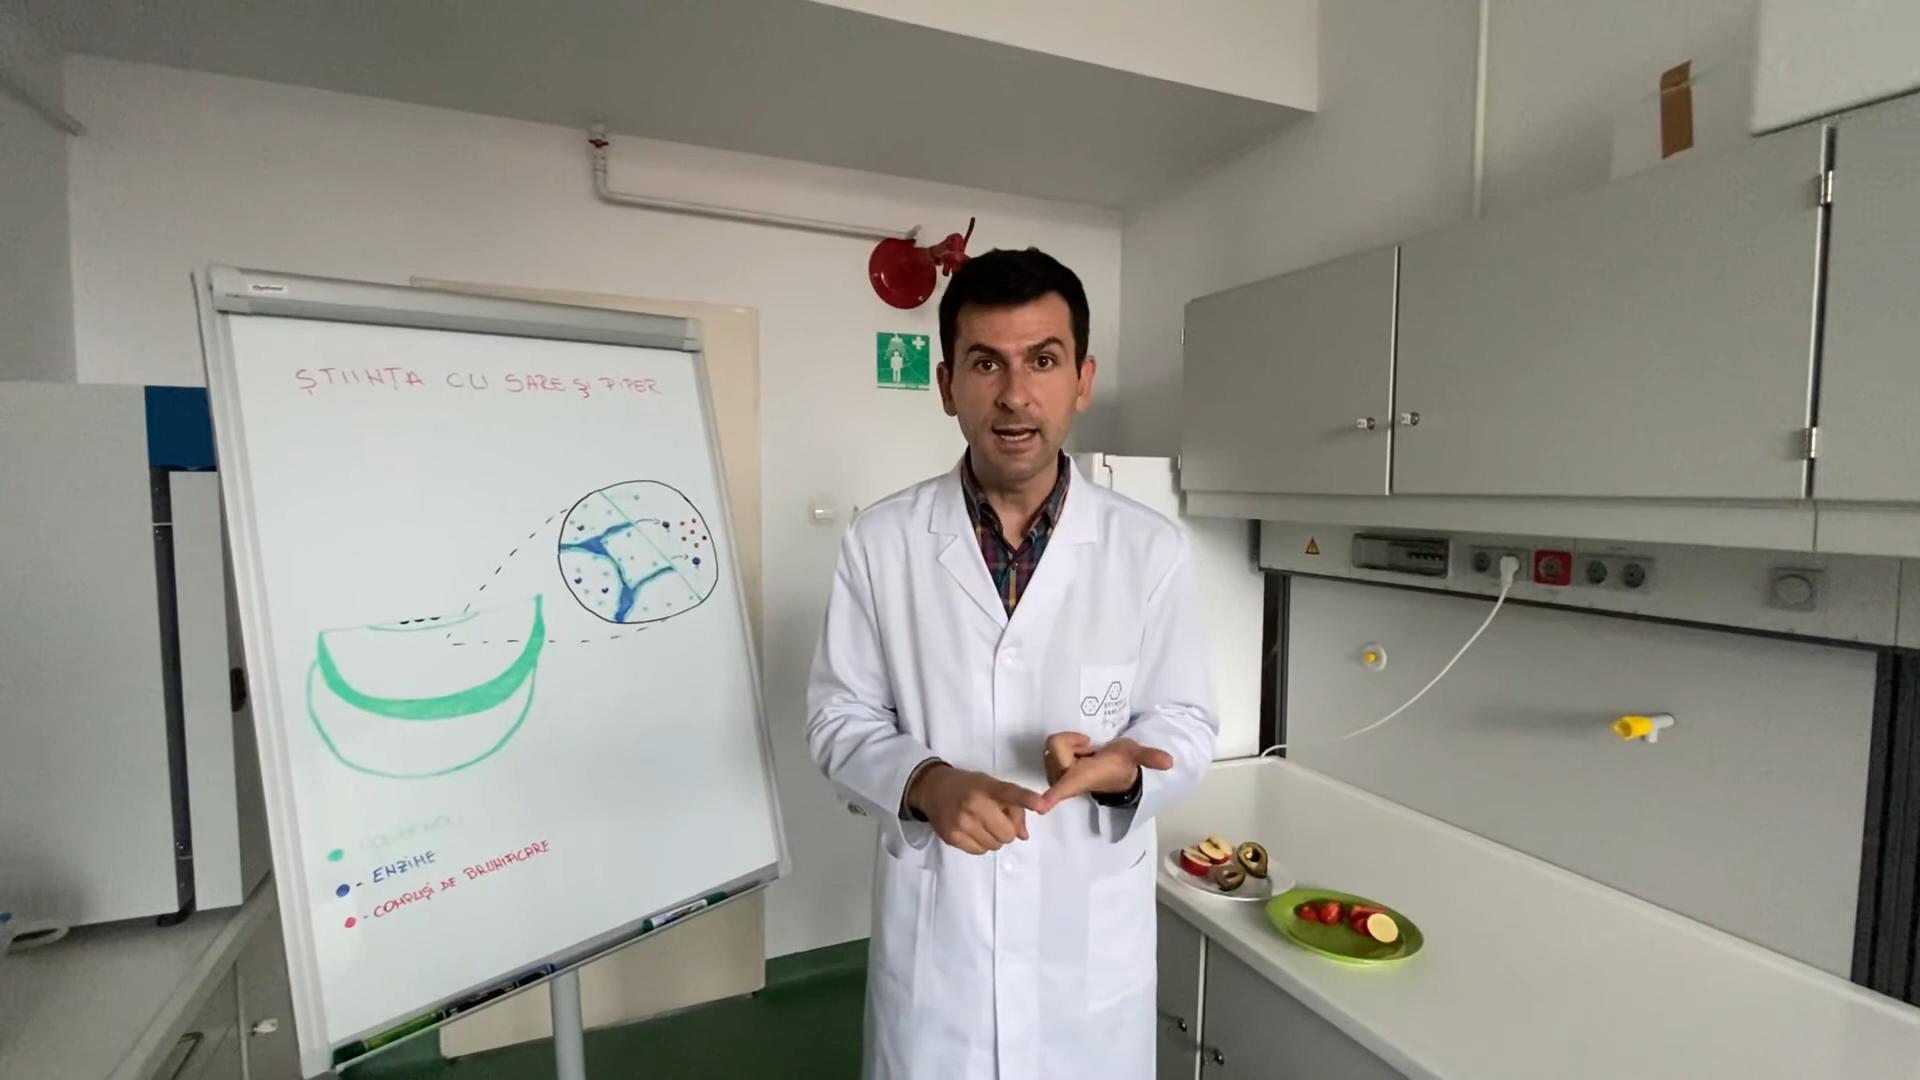 ȘTIINȚA CU SARE ȘI PIPER
- ENZIME
- COMPUȘI DE BRUNIFICARE